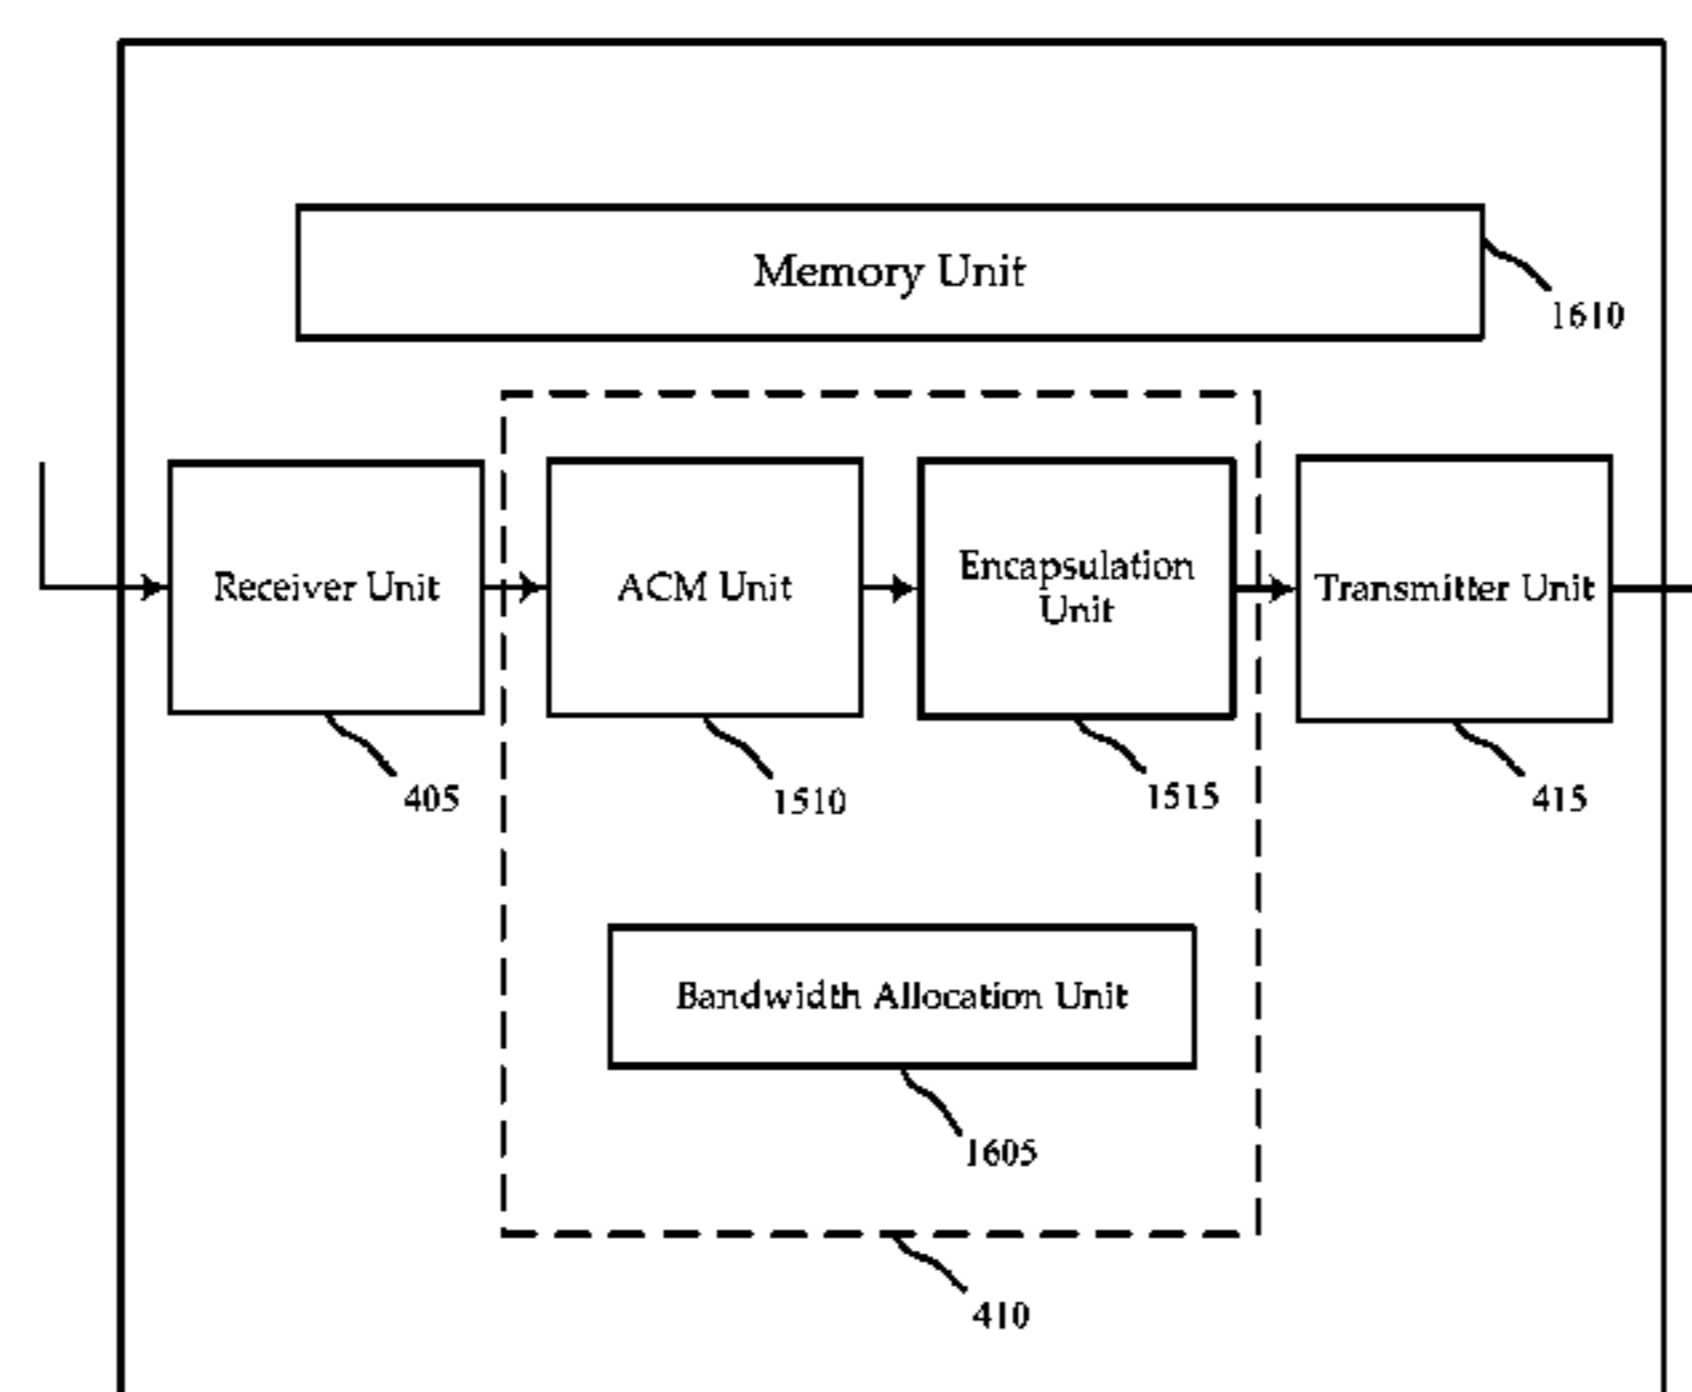 Memory Unit
1610
Receiver Unit
ACM Unit
Encapsulation
Unit
Transmitter Unit
405
1510
1515
415
Bandwidth Allocation Unit
1605
410